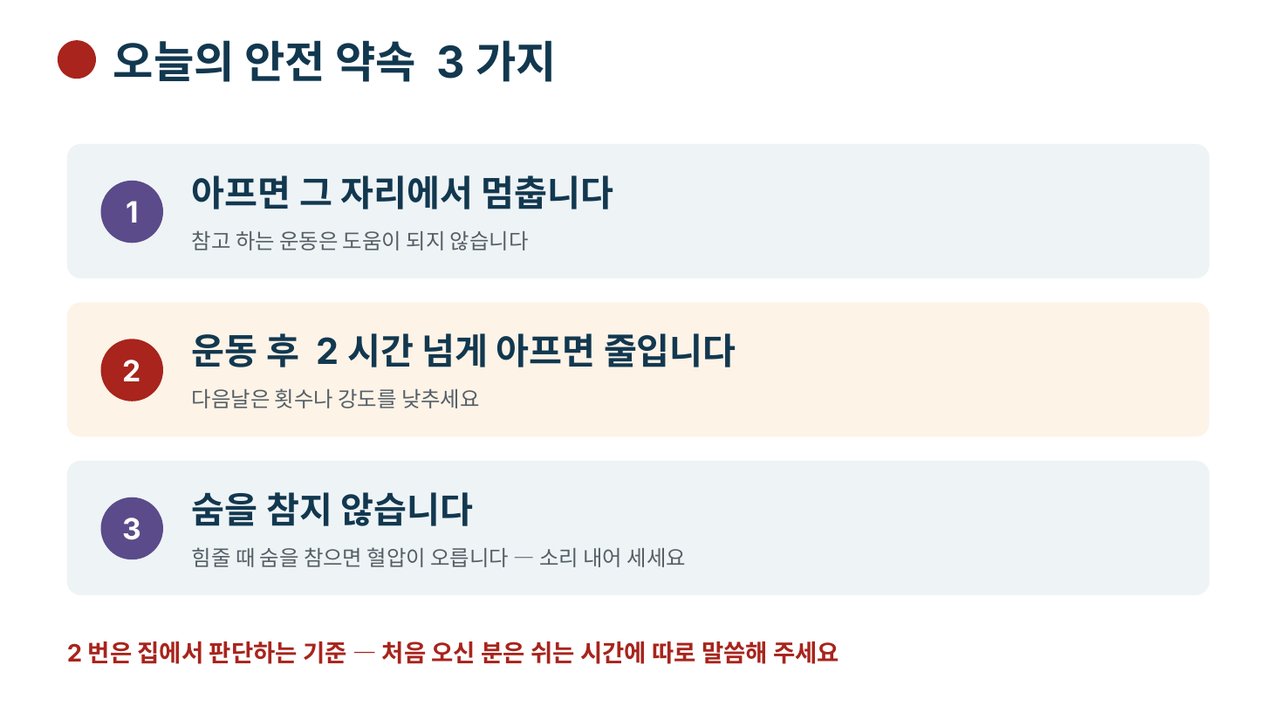 오늘의 안전 약속 3 가지
1
아프면 그 자리에서 멈춥니다
참고 하는 운동은 도움이 되지 않습니다
2
운동 후 2 시간 넘게 아프면 줄입니다
다음날은 횟수나 강도를 낮추세요
3
숨을 참지 않습니다
힘줄 때 숨을 참으면 혈압이 오릅니다 — 소리 내어 세세요
2 번은 집에서 판단하는 기준 — 처음 오신 분은 쉬는 시간에 따로 말씀해 주세요